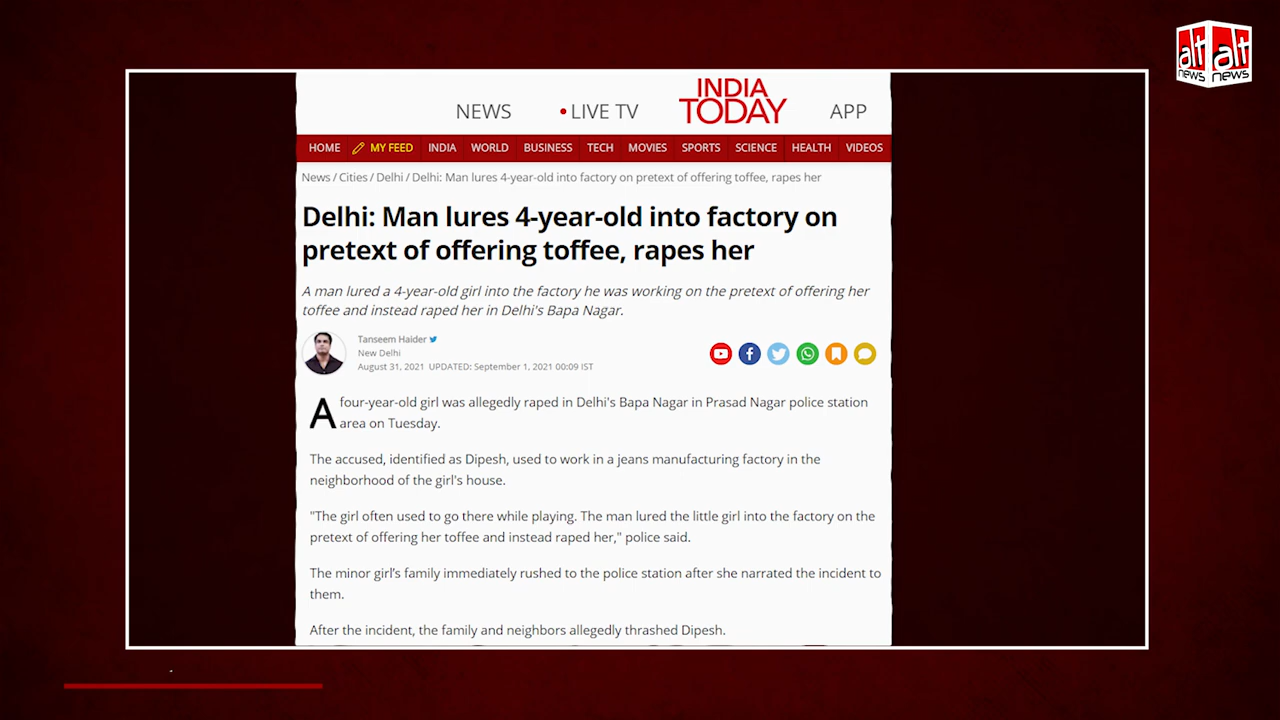 alt news alt news
NEWS • LIVE TV INDIA TODAY APP
HOME MY FEED INDIA WORLD BUSINESS TECH MOVIES SPORTS SCIENCE HEALTH VIDEOS
News / Cities / Delhi / Delhi: Man lures 4-year-old into factory on pretext of offering toffee, rapes her
Delhi: Man lures 4-year-old into factory on
pretext of offering toffee, rapes her
A man lured a 4-year-old girl into the factory he was working on the pretext of offering her
toffee and instead raped her in Delhi's Bapa Nagar.
Tanseem Haider
New Delhi
August 31, 2021 UPDATED: September 1, 2021 00:09 IST
A four-year-old girl was allegedly raped in Delhi's Bapa Nagar in Prasad Nagar police station
area on Tuesday.
The accused, identified as Dipesh, used to work in a jeans manufacturing factory in the
neighborhood of the girl's house.
"The girl often used to go there while playing. The man lured the little girl into the factory on the
pretext of offering her toffee and instead raped her," police said.
The minor girl's family immediately rushed to the police station after she narrated the incident to
them.
After the incident, the family and neighbors allegedly thrashed Dipesh.